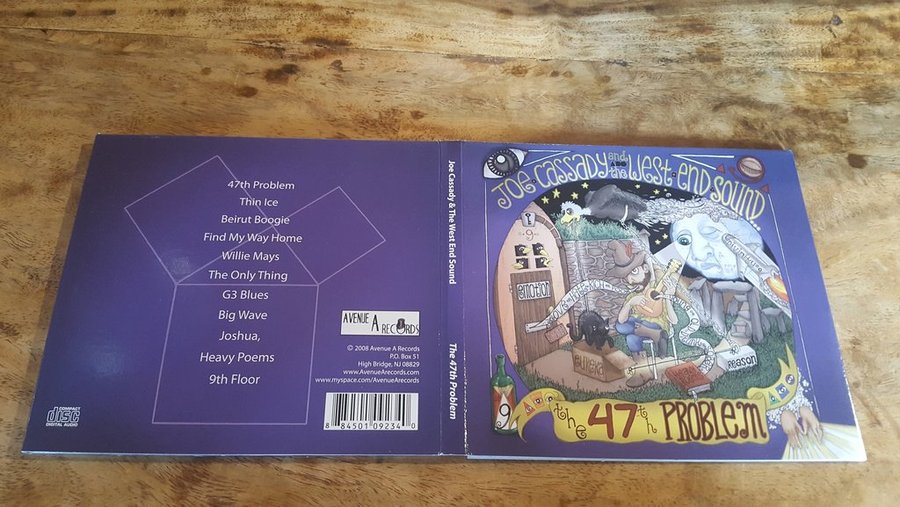 47th Problem
Thin Ice
Beirut Boogie
Find My Way Home
Willie Mays
The Only Thing
G3 Blues
Big Wave
Joshua,
Heavy Poems
9th Floor
AVENUE
A RECORDS
© 2008 Avenue A Records
P.O. Box 51
High Bridge, NJ 08829
www.AvenueArecords.com
www.myspace.com/AvenueArecords
8 84501 09234 0
COMPACT
disc
DIGITAL AUDIO
Joe Cassady & The West End Sound
The 47th Problem
JOE CASSADY and the WEST·END·SOUND
9
emotion
eureka
reason
9
the 47th PROBLEM